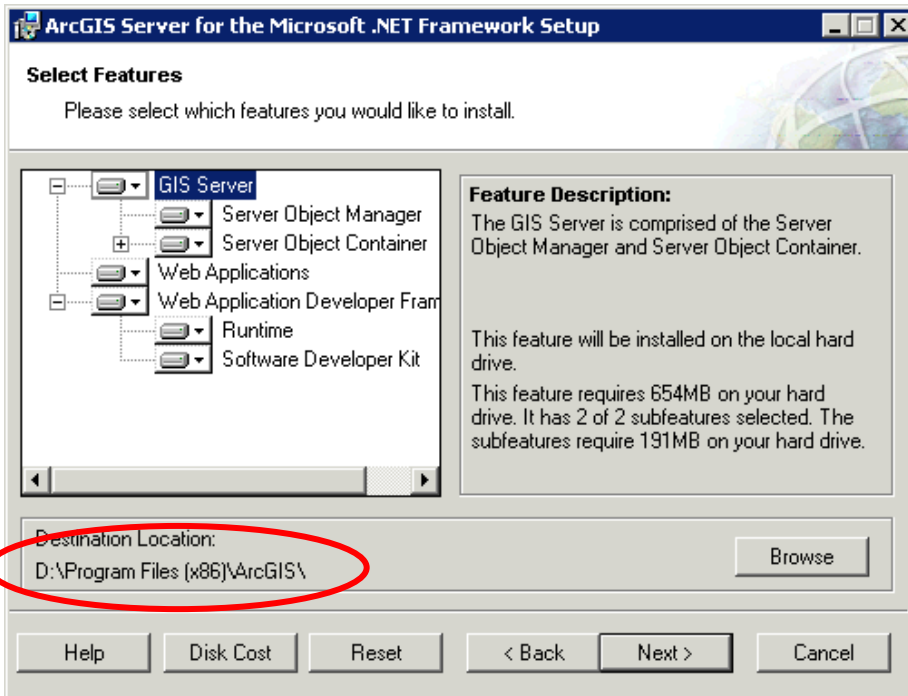 ArcGIS Server for the Microsoft .NET Framework Setup
Select Features
Please select which features you would like to install.
GIS Server
Server Object Manager
Server Object Container
Web Applications
Web Application Developer Fram
Runtime
Software Developer Kit
Feature Description:
The GIS Server is comprised of the Server
Object Manager and Server Object Container.
This feature will be installed on the local hard
drive.
This feature requires 654MB on your hard
drive. It has 2 of 2 subfeatures selected. The
subfeatures require 191MB on your hard drive.
Destination Location:
D:\Program Files (x86)\ArcGIS\
Browse
Help
Disk Cost
Reset
< Back
Next >
Cancel